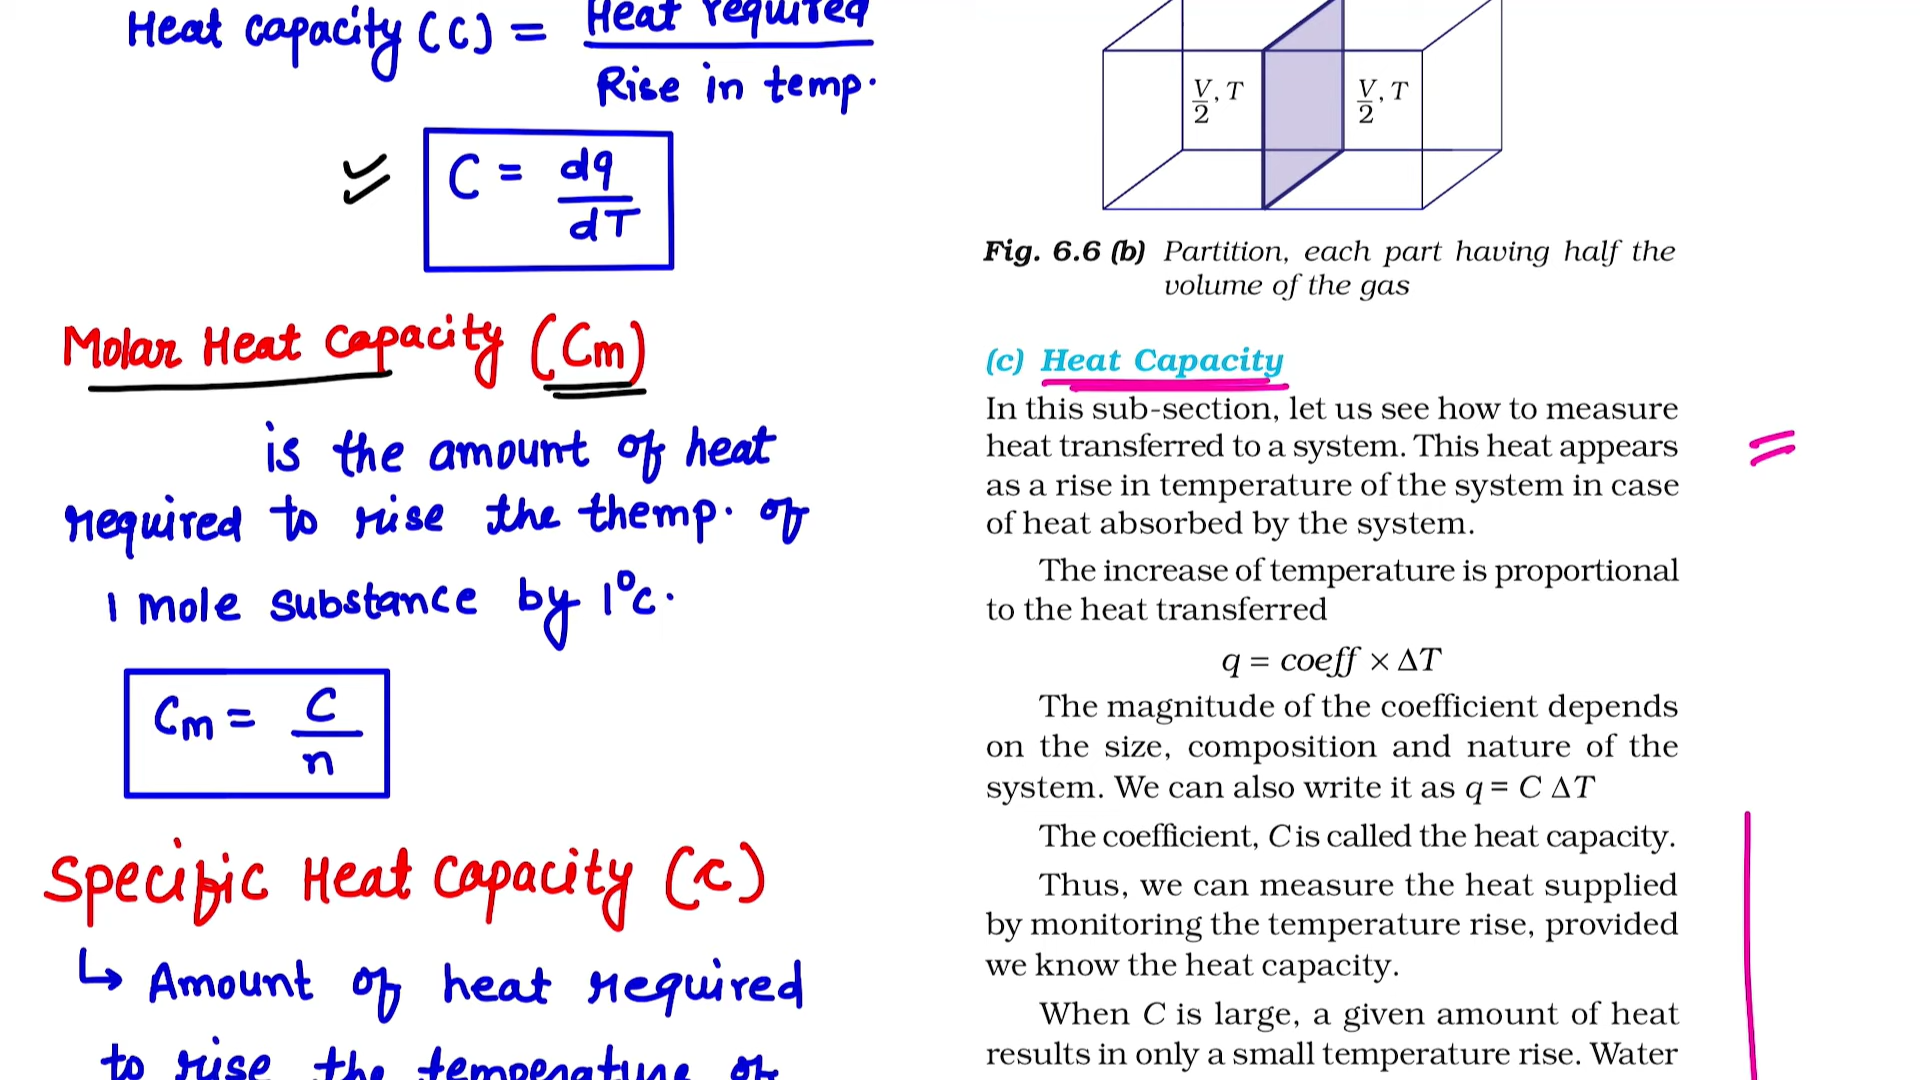 Heat capacity (C) = Heat required
Rise in temp.
C = dq
dT
Molar Heat Capacity (Cm)
is the amount of heat
required to rise the themp. of
1 mole substance by 1°c.
Cm = C
n
Specific Heat Capacity (c)
↳ Amount of heat required
to rise the temperature of
V/2, T
V/2, T
Fig. 6.6 (b) Partition, each part having half the
volume of the gas
(c) Heat Capacity
In this sub-section, let us see how to measure
heat transferred to a system. This heat appears
as a rise in temperature of the system in case
of heat absorbed by the system.
The increase of temperature is proportional
to the heat transferred
q = coeff × ΔT
The magnitude of the coefficient depends
on the size, composition and nature of the
system. We can also write it as q = C ΔT
The coefficient, C is called the heat capacity.
Thus, we can measure the heat supplied
by monitoring the temperature rise, provided
we know the heat capacity.
When C is large, a given amount of heat
results in only a small temperature rise. Water